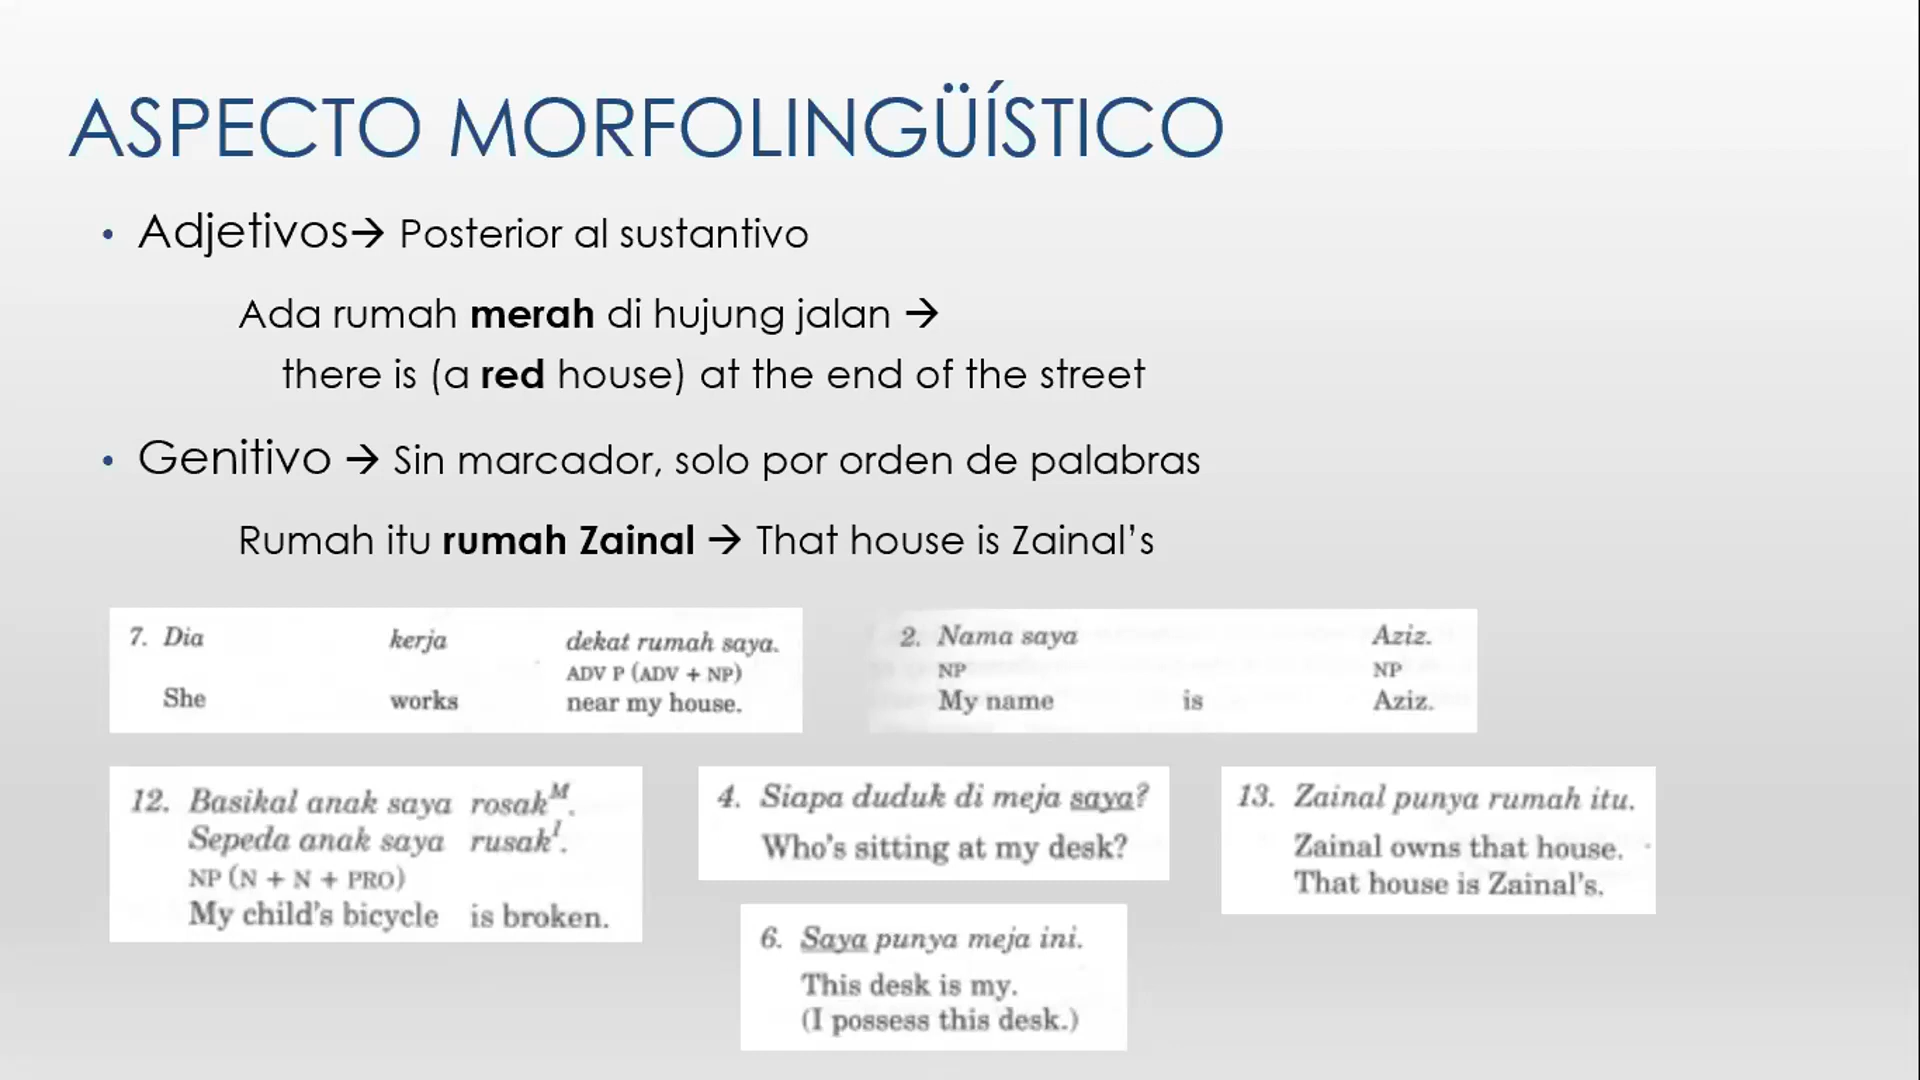 ASPECTO MORFOLINGÜÍSTICO
• Adjetivos→ Posterior al sustantivo
Ada rumah merah di hujung jalan →
there is (a red house) at the end of the street
• Genitivo → Sin marcador, solo por orden de palabras
Rumah itu rumah Zainal → That house is Zainal's
7. Dia kerja dekat rumah saya.
ADV P (ADV + NP)
She works near my house.
2. Nama saya Aziz.
NP NP
My name is Aziz.
12. Basikal anak saya rosakᴹ.
Sepeda anak saya rusakᴵ.
NP (N + N + PRO)
My child's bicycle is broken.
4. Siapa duduk di meja saya?
Who's sitting at my desk?
13. Zainal punya rumah itu.
Zainal owns that house.
That house is Zainal's.
6. Saya punya meja ini.
This desk is my.
(I possess this desk.)